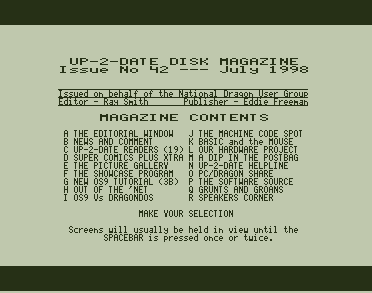 UP-2-DATE DISK MAGAZINE
Issue No 42 --- July 1998
Issued on behalf of the National Dragon User Group
Editor - Ray Smith Publisher - Eddie Freeman
MAGAZINE CONTENTS
A THE EDITORIAL WINDOW J THE MACHINE CODE SPOT
B NEWS AND COMMENT K BASIC and the MOUSE
C UP-2-DATE READERS (19) L OUR HARDWARE PROJECT
D SUPER COMICS PLUS XTRA M A DIP IN THE POSTBAG
E THE PICTURE GALLERY N UP-2-DATE HELPLINE
F THE SHOWCASE PROGRAM O PC/DRAGON SHARE
G NEW OS9 TUTORIAL (3B) P THE SOFTWARE SOURCE
H OUT OF THE 'NET Q GRUNTS AND GROANS
I OS9 Vs DRAGONDOS R SPEAKERS CORNER
MAKE YOUR SELECTION
Screens will usually be held in view until the
SPACEBAR is pressed once or twice.